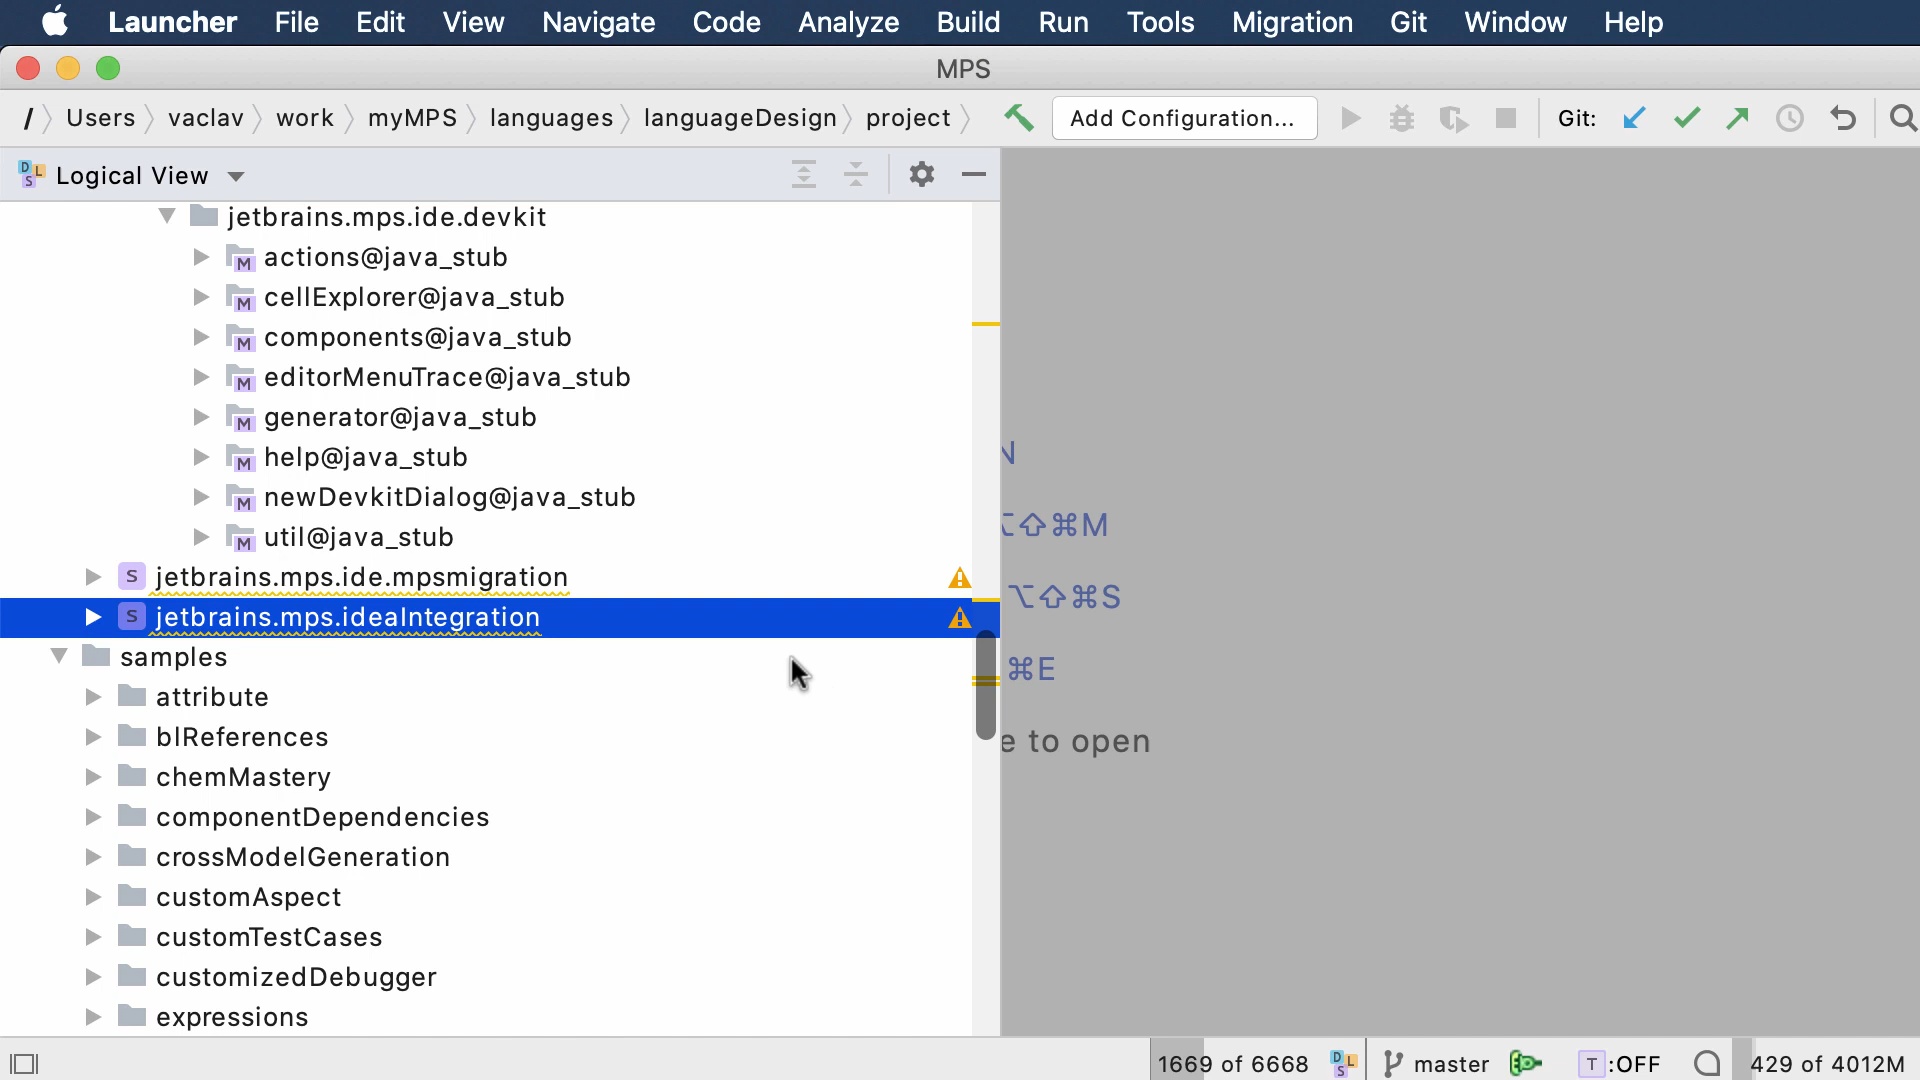 Launcher File Edit View Navigate Code Analyze Build Run Tools Migration Git Window Help
MPS
/ Users vaclav work myMPS languages languageDesign project Add Configuration... Git:
Logical View
jetbrains.mps.ide.devkit
actions@java_stub
cellExplorer@java_stub
components@java_stub
editorMenuTrace@java_stub
generator@java_stub
help@java_stub
newDevkitDialog@java_stub
util@java_stub
jetbrains.mps.ide.mpsmigration
jetbrains.mps.ideaIntegration
samples
attribute
blReferences
chemMastery
componentDependencies
crossModelGeneration
customAspect
customTestCases
customizedDebugger
expressions
N
⌥⇧⌘M
⌥⇧⌘S
⌘E
e to open
1669 of 6668 master T:OFF 429 of 4012M